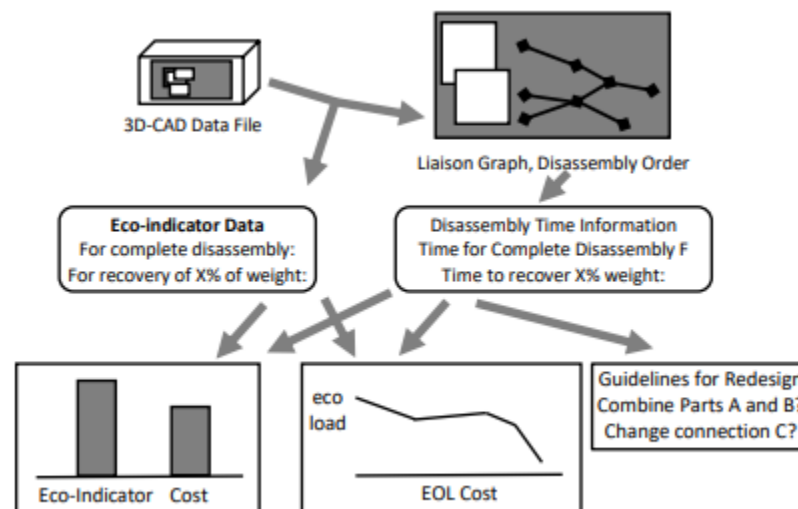 3D-CAD Data File
Liaison Graph, Disassembly Order
Eco-indicator Data
For complete disassembly:
For recovery of X% of weight:
Disassembly Time Information
Time for Complete Disassembly F
Time to recover X% weight:
Eco-Indicator Cost
eco
load
EOL Cost
Guidelines for Redesign
Combine Parts A and B?
Change connection C?